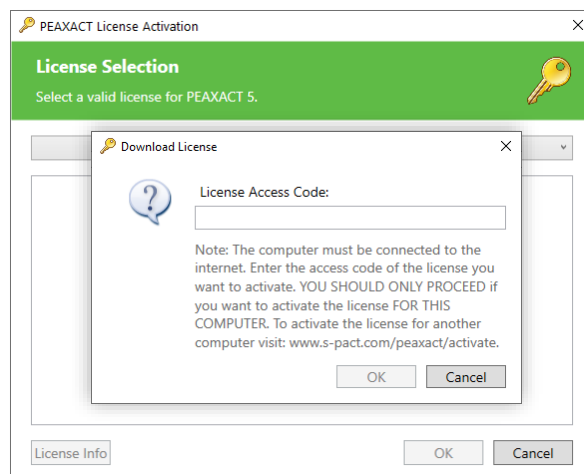 PEAXACT License Activation
License Selection
Select a valid license for PEAXACT 5.
Download License
License Access Code:
Note: The computer must be connected to the
internet. Enter the access code of the license you
want to activate. YOU SHOULD ONLY PROCEED if
you want to activate the license FOR THIS
COMPUTER. To activate the license for another
computer visit: www.s-pact.com/peaxact/activate.
OK Cancel
License Info OK Cancel